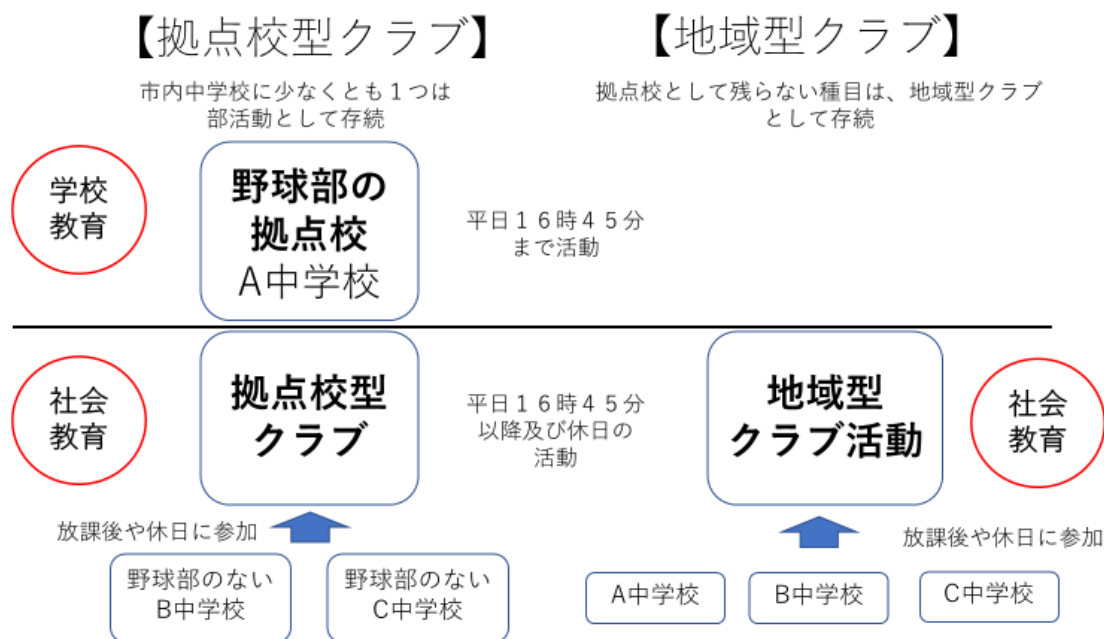 【拠点校型クラブ】
市内中学校に少なくとも１つは
部活動として存続
【地域型クラブ】
拠点校として残らない種目は、地域型クラブ
として存続
学校
教育
野球部の
拠点校
A中学校
平日１６時４５分
まで活動
社会
教育
拠点校型
クラブ
平日１６時４５分
以降及び休日の
活動
地域型
クラブ活動
社会
教育
放課後や休日に参加
野球部のない
B中学校
野球部のない
C中学校
放課後や休日に参加
A中学校
B中学校
C中学校